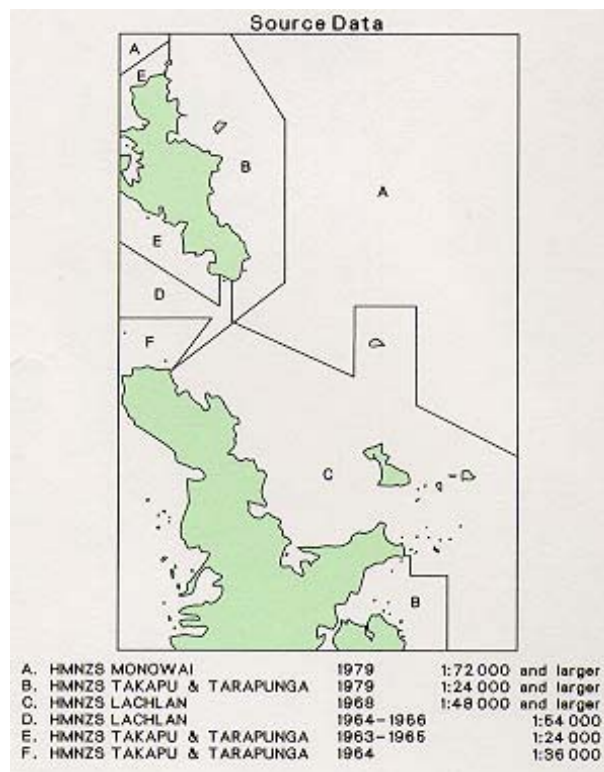 Source Data
A
E
B
A
E
D
F
C
B
A. HMNZS MONOWAI 1979 1:72 000 and larger
B. HMNZS TAKAPU & TARAPUNGA 1979 1:24 000 and larger
C. HMNZS LACHLAN 1968 1:48 000 and larger
D. HMNZS LACHLAN 1964-1966 1:54 000
E. HMNZS TAKAPU & TARAPUNGA 1963-1965 1:24 000
F. HMNZS TAKAPU & TARAPUNGA 1964 1:36 000